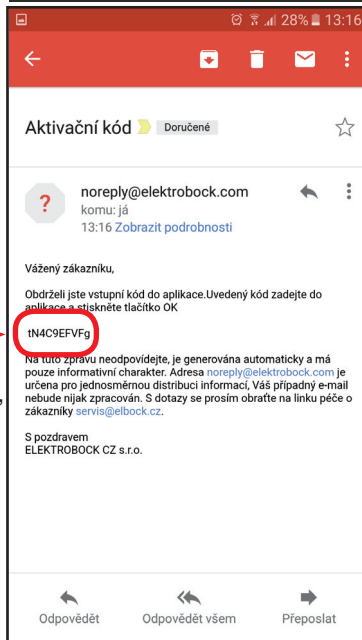 28% 13:16
Aktivační kód Doručené
?
noreply@elektrobock.com
komu: já
13:16 Zobrazit podrobnosti
Vážený zákazníku,
Obdrželi jste vstupní kód do aplikace.Uvedený kód zadejte do
aplikace a stiskněte tlačítko OK
tN4C9EFVFg
Na tuto zprávu neodpovídejte, je generována automaticky a má
pouze informativní charakter. Adresa noreply@elektrobock.com je
určena pro jednosměrnou distribuci informací, Váš případný e-mail
nebude nijak zpracován. S dotazy se prosím obraťte na linku péče o
zákazníky servis@elbock.cz.
S pozdravem
ELEKTROBOCK CZ s.r.o.
Odpovědět Odpovědět všem Přeposlat